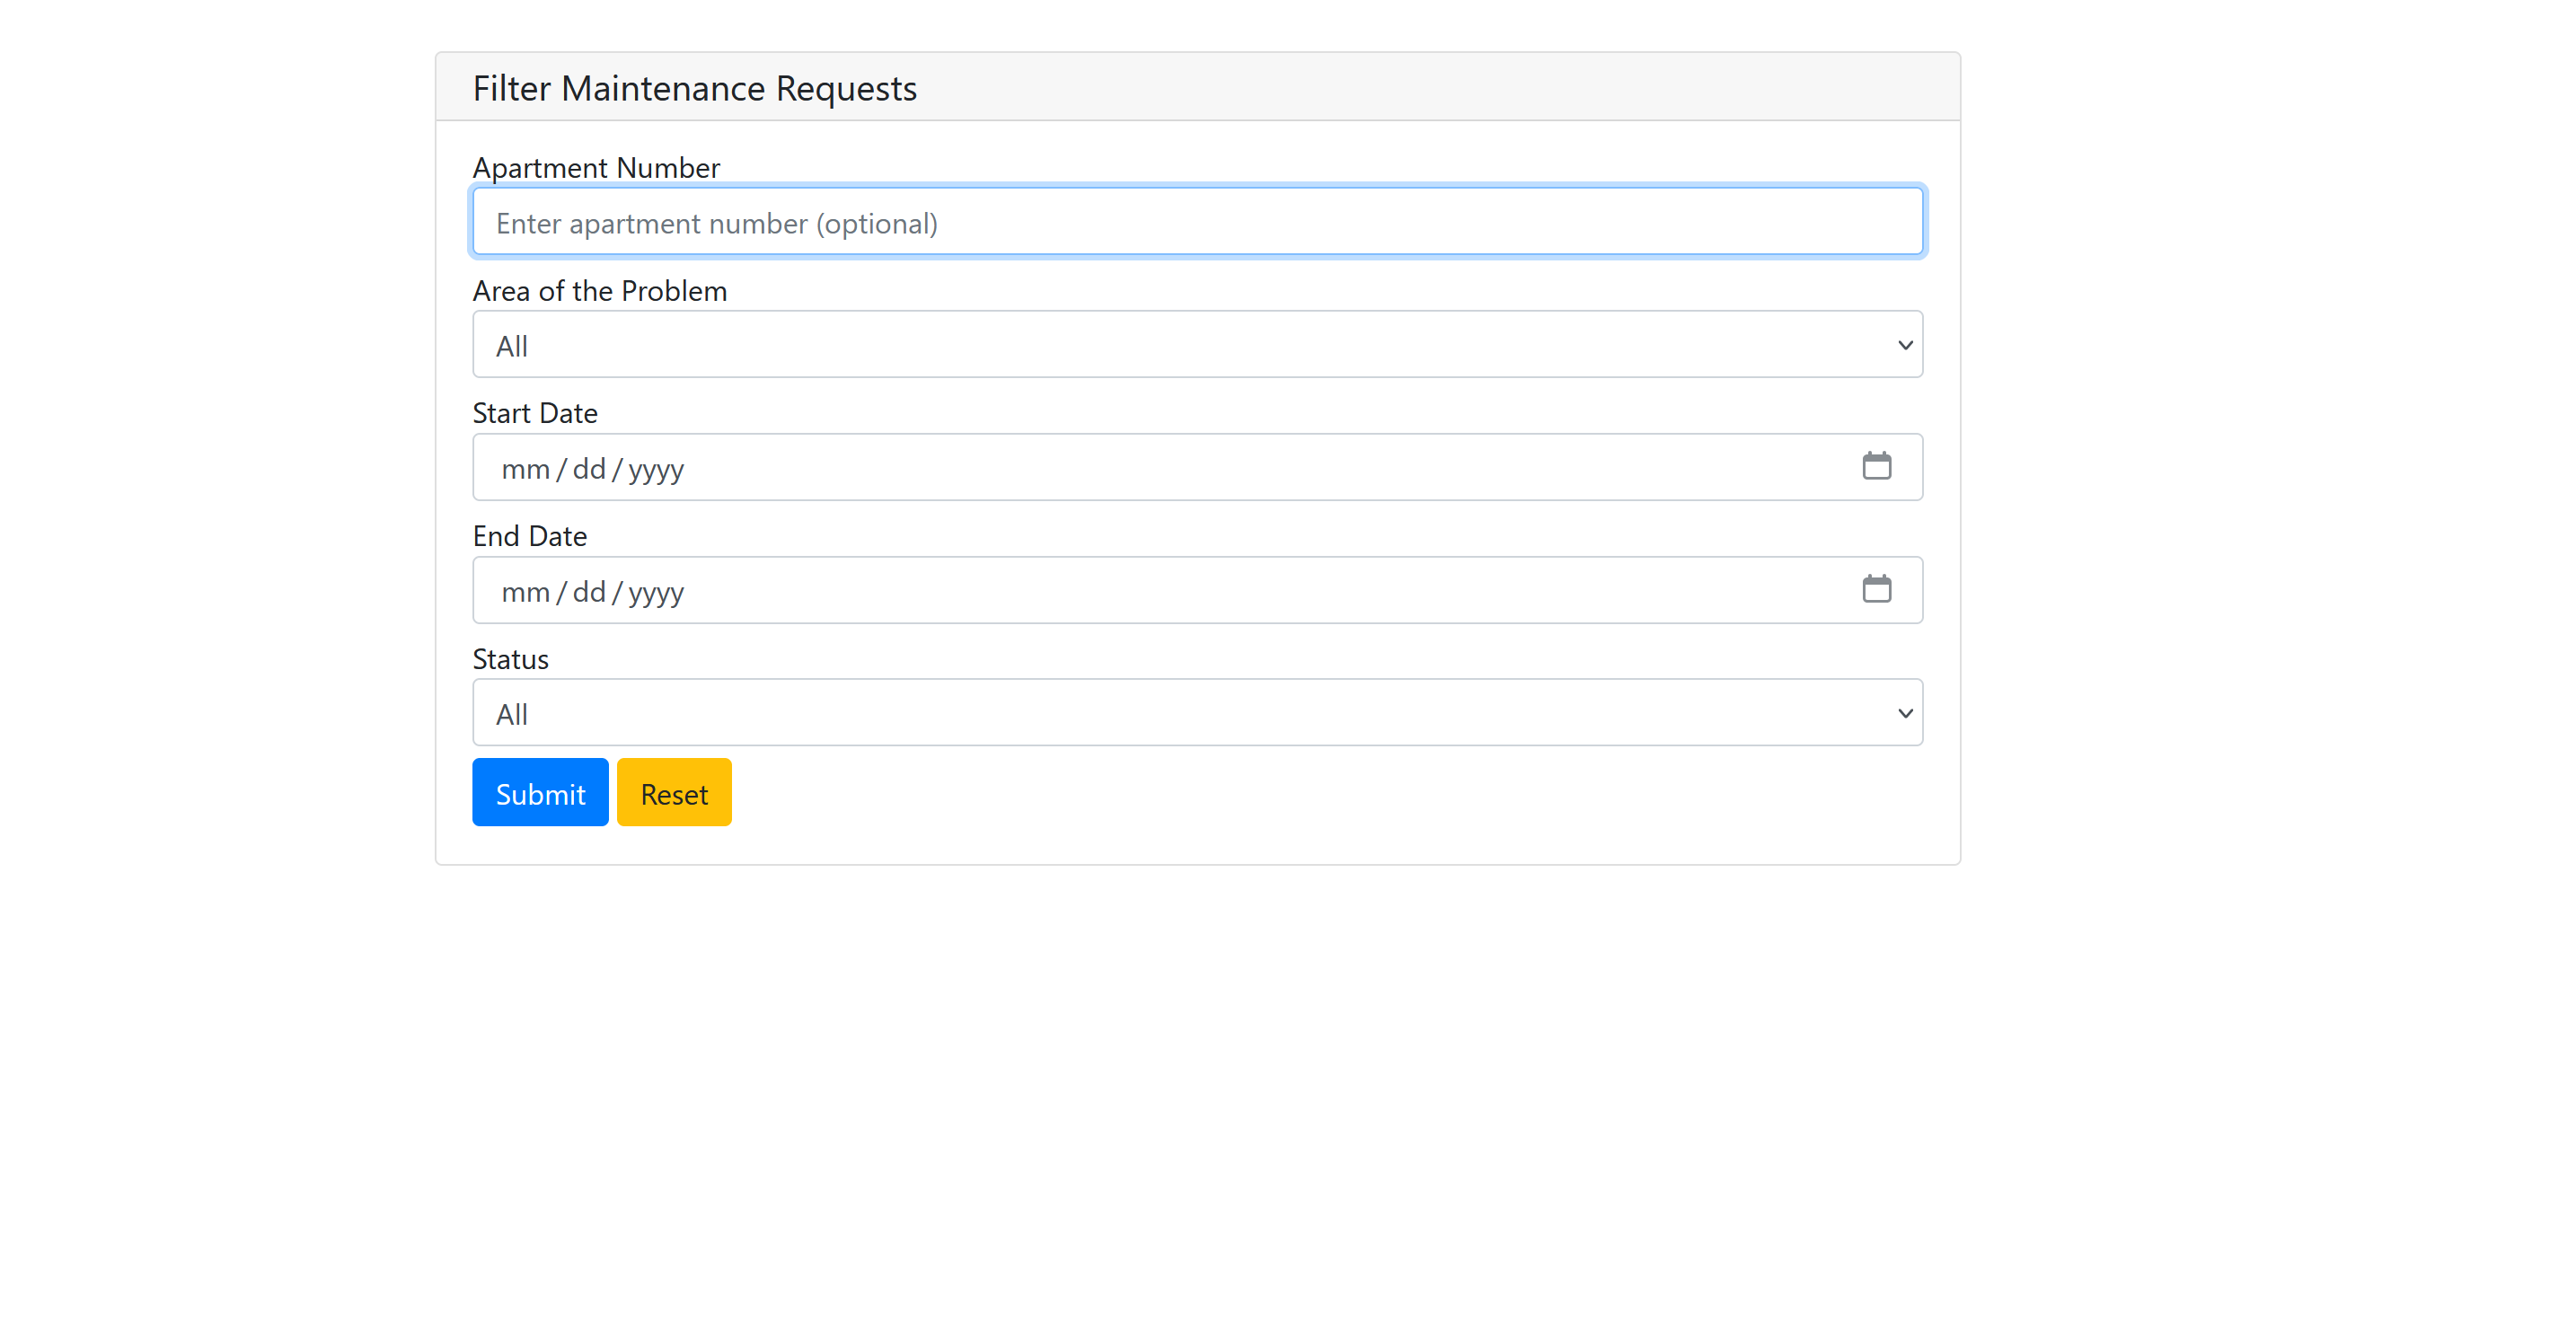 Filter Maintenance Requests
Apartment Number
Enter apartment number (optional)
Area of the Problem
All
Start Date
mm/dd/yyyy
End Date
mm/dd/yyyy
Status
All
Submit Reset